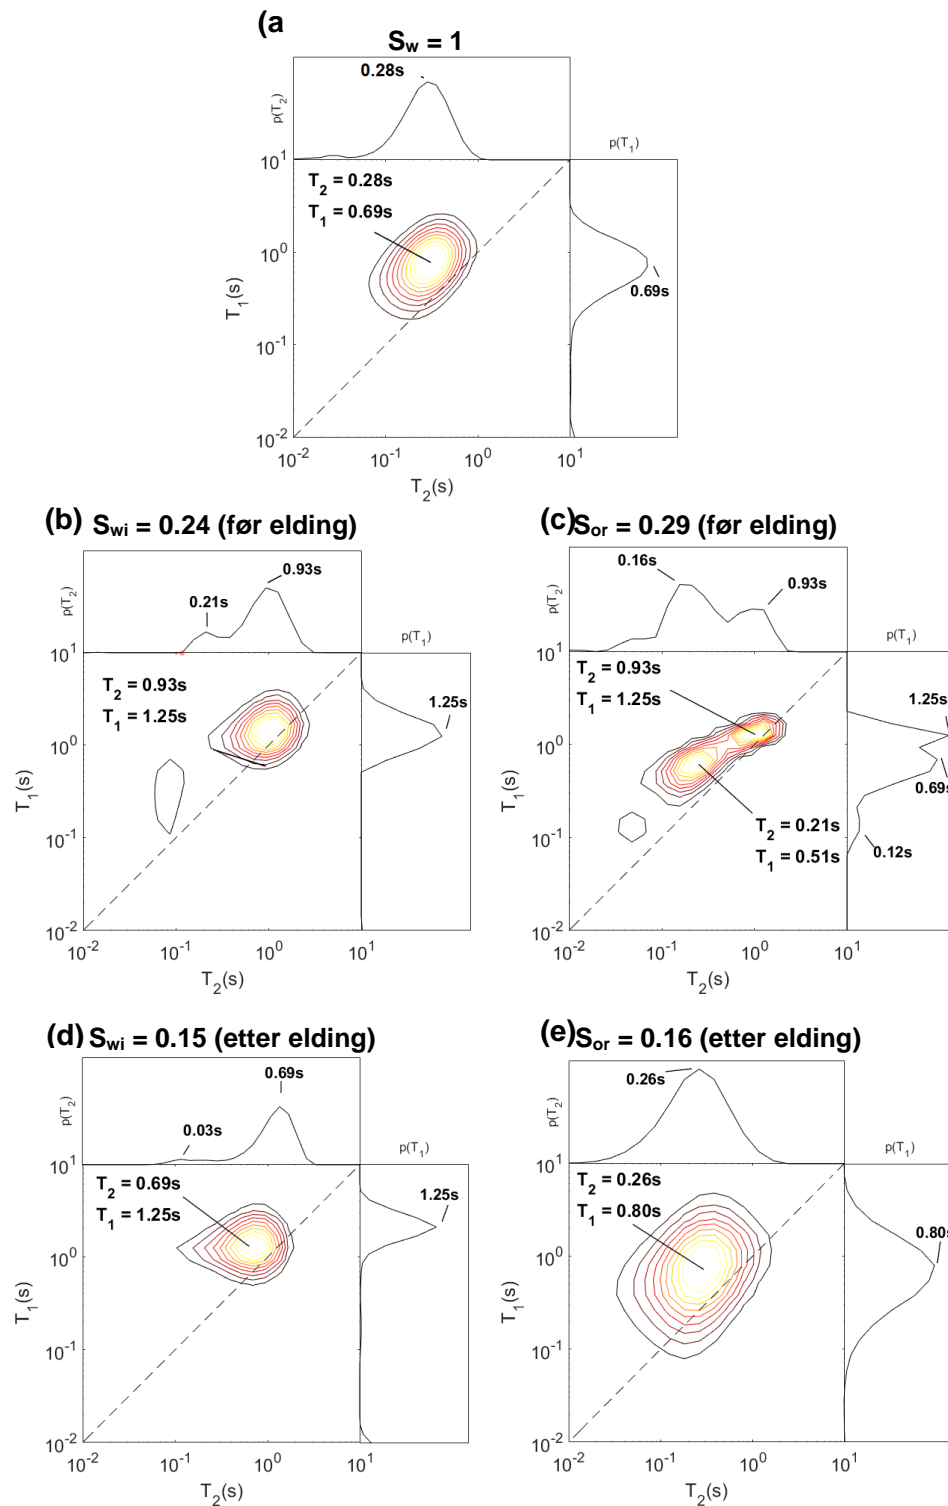 (a
Sw = 1
0.28s
p(T2)
p(T1)
10^1
T2 = 0.28s
T1 = 0.69s
10^0
0.69s
T1(s)
10^-1
10^-2
10^-2 10^-1 10^0 10^1
T2(s)
(b) Swi = 0.24 (før elding)
0.93s
0.21s
p(T2)
p(T1)
10^1
T2 = 0.93s
T1 = 1.25s
1.25s
10^0
T1(s)
10^-1
10^-2
10^-2 10^-1 10^0 10^1
T2(s)
(c) Sor = 0.29 (før elding)
0.16s
0.93s
p(T2)
p(T1)
10^1
T2 = 0.93s
T1 = 1.25s
1.25s
10^0
T1(s)
0.69s
10^-1
T2 = 0.21s
T1 = 0.51s
0.12s
10^-2
10^-2 10^-1 10^0 10^1
T2(s)
(d) Swi = 0.15 (etter elding)
0.69s
0.03s
p(T2)
p(T1)
10^1
T2 = 0.69s
T1 = 1.25s
1.25s
10^0
T1(s)
10^-1
10^-2
10^-2 10^-1 10^0 10^1
T2(s)
(e) Sor = 0.16 (etter elding)
0.26s
p(T2)
p(T1)
10^1
T2 = 0.26s
T1 = 0.80s
0.80s
10^0
T1(s)
10^-1
10^-2
10^-2 10^-1 10^0 10^1
T2(s)